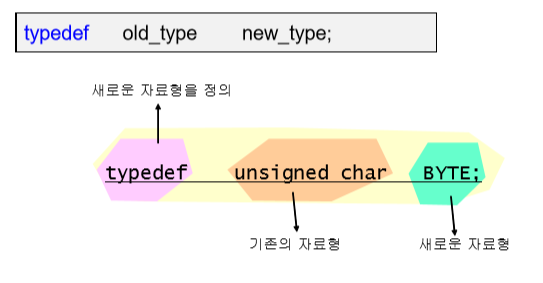 typedef old_type new_type;
새로운 자료형을 정의
typedef unsigned char BYTE;
기존의 자료형 새로운 자료형